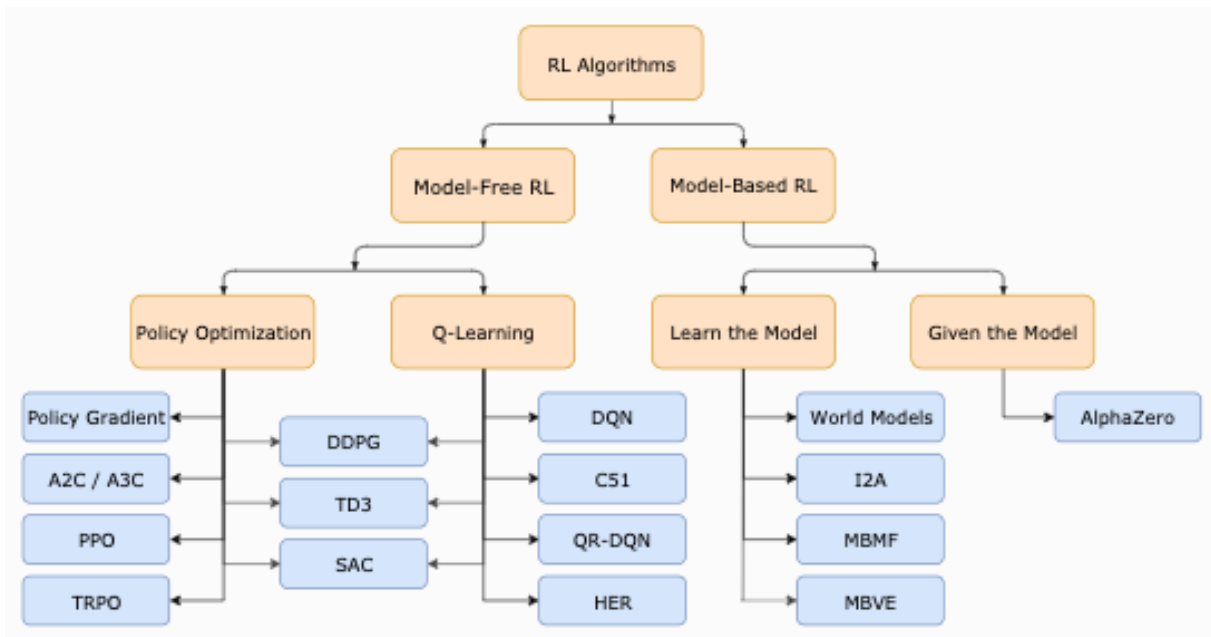 RL Algorithms
Model-Free RL
Model-Based RL
Policy Optimization
Q-Learning
Learn the Model
Given the Model
Policy Gradient
DDPG
DQN
World Models
AlphaZero
A2C / A3C
TD3
C51
I2A
PPO
SAC
QR-DQN
MBMF
TRPO
HER
MBVE